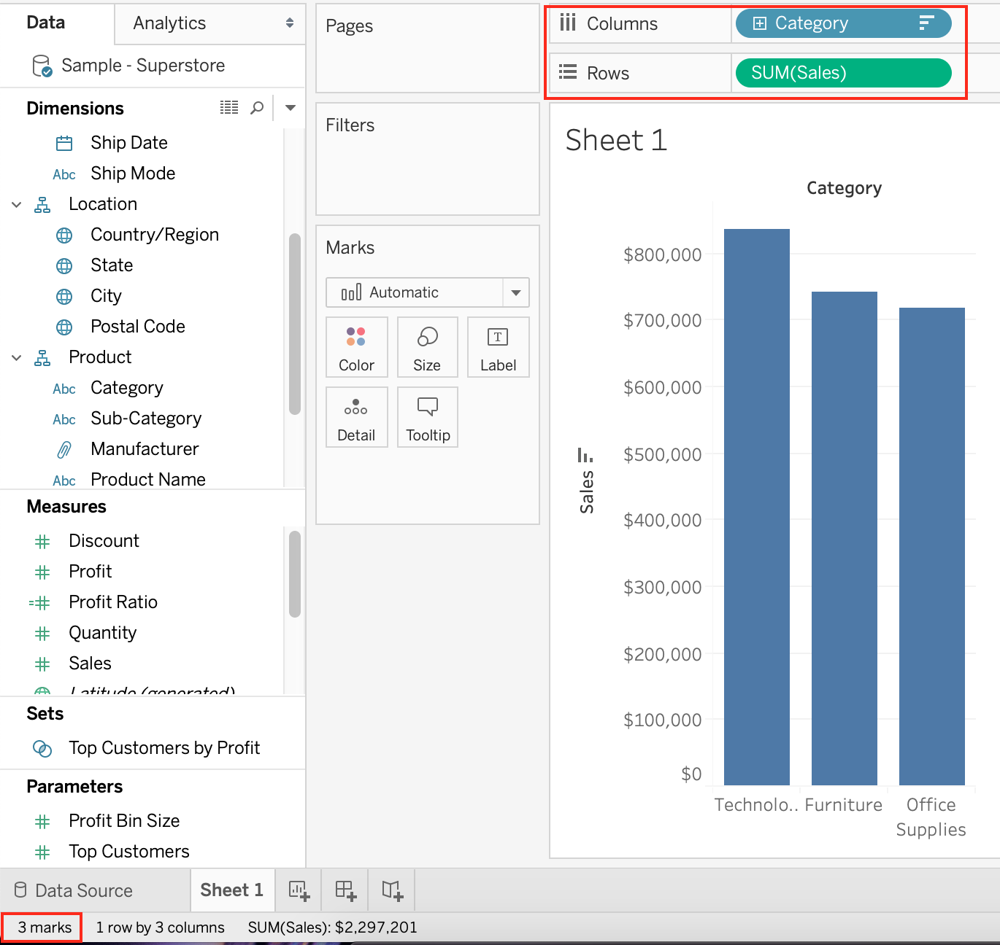 Data
Analytics
Sample - Superstore
Dimensions
Ship Date
Abc Ship Mode
Location
Country/Region
State
City
Postal Code
Product
Abc Category
Abc Sub-Category
Manufacturer
Abc Product Name
Measures
Discount
Profit
Profit Ratio
Quantity
Sales
Latitude (generated)
Sets
Top Customers by Profit
Parameters
Profit Bin Size
Top Customers
Pages
Filters
Marks
Automatic
Color Size Label
Detail Tooltip
Columns Category
Rows SUM(Sales)
Sheet 1
Category
Sales
$800,000
$700,000
$600,000
$500,000
$400,000
$300,000
$200,000
$100,000
$0
Technolo.. Furniture Office
Supplies
Data Source Sheet 1
3 marks 1 row by 3 columns SUM(Sales): $2,297,201